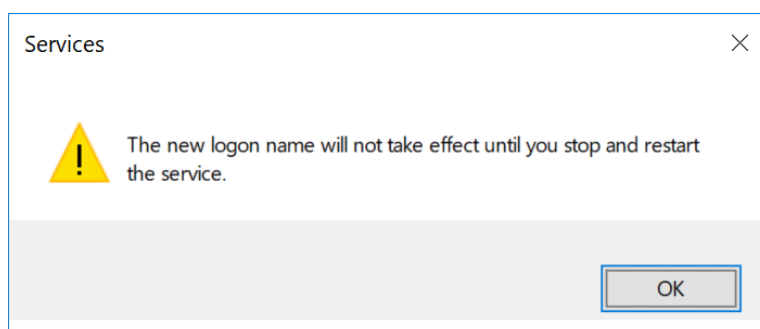 Services
The new logon name will not take effect until you stop and restart
the service.
OK